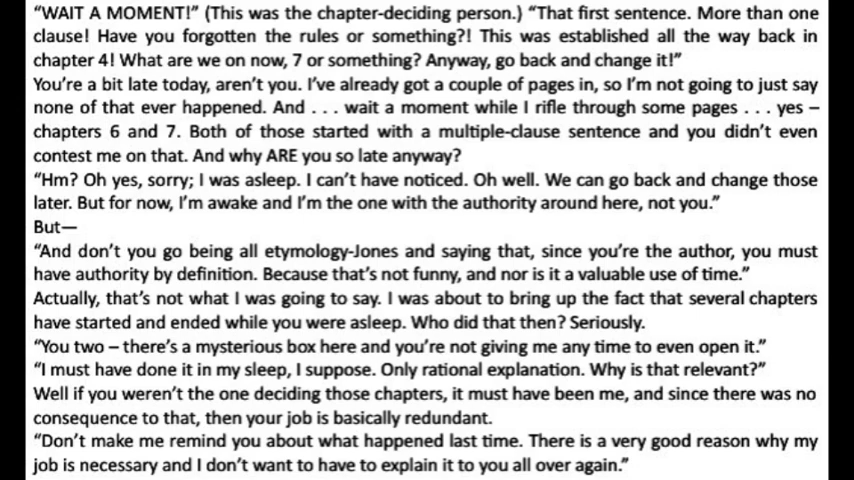 “WAIT A MOMENT!” (This was the chapter-deciding person.) “That first sentence. More than one
clause! Have you forgotten the rules or something?! This was established all the way back in
chapter 4! What are we on now, 7 or something? Anyway, go back and change it!”
You’re a bit late today, aren’t you. I’ve already got a couple of pages in, so I’m not going to just say
none of that ever happened. And . . . wait a moment while I rifle through some pages . . . yes –
chapters 6 and 7. Both of those started with a multiple-clause sentence and you didn’t even
contest me on that. And why ARE you so late anyway?
“Hm? Oh yes, sorry; I was asleep. I can’t have noticed. Oh well. We can go back and change those
later. But for now, I’m awake and I’m the one with the authority around here, not you.”
But—
“And don’t you go being all etymology-Jones and saying that, since you’re the author, you must
have authority by definition. Because that’s not funny, and nor is it a valuable use of time.”
Actually, that’s not what I was going to say. I was about to bring up the fact that several chapters
have started and ended while you were asleep. Who did that then? Seriously.
“You two – there’s a mysterious box here and you’re not giving me any time to even open it.”
“I must have done it in my sleep, I suppose. Only rational explanation. Why is that relevant?”
Well if you weren’t the one deciding those chapters, it must have been me, and since there was no
consequence to that, then your job is basically redundant.
“Don’t make me remind you about what happened last time. There is a very good reason why my
job is necessary and I don’t want to have to explain it to you all over again.”